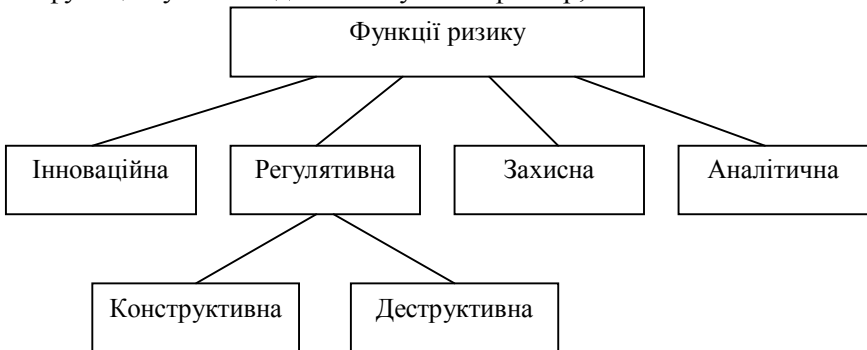 Функції ризику
Інноваційна Регулятивна Захисна Аналітична
Конструктивна Деструктивна